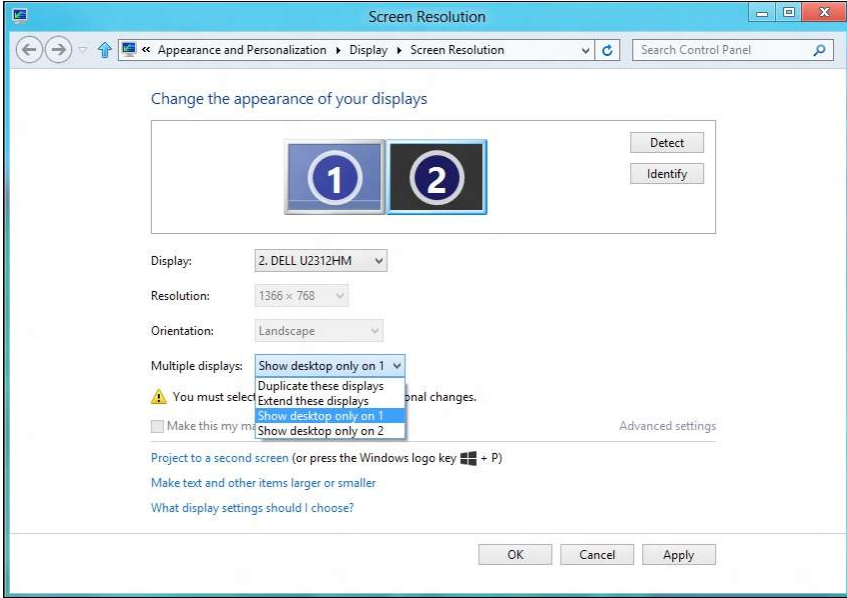 Screen Resolution
« Appearance and Personalization Display Screen Resolution Search Control Panel
Change the appearance of your displays
1 2
Detect
Identify
Display: 2. DELL U2312HM
Resolution: 1366 × 768
Orientation: Landscape
Multiple displays: Show desktop only on 1
Duplicate these displays
Extend these displays
Show desktop only on 1
Show desktop only on 2
You must select changes.
Make this my Advanced settings
Project to a second screen (or press the Windows logo key + P)
Make text and other items larger or smaller
What display settings should I choose?
OK Cancel Apply